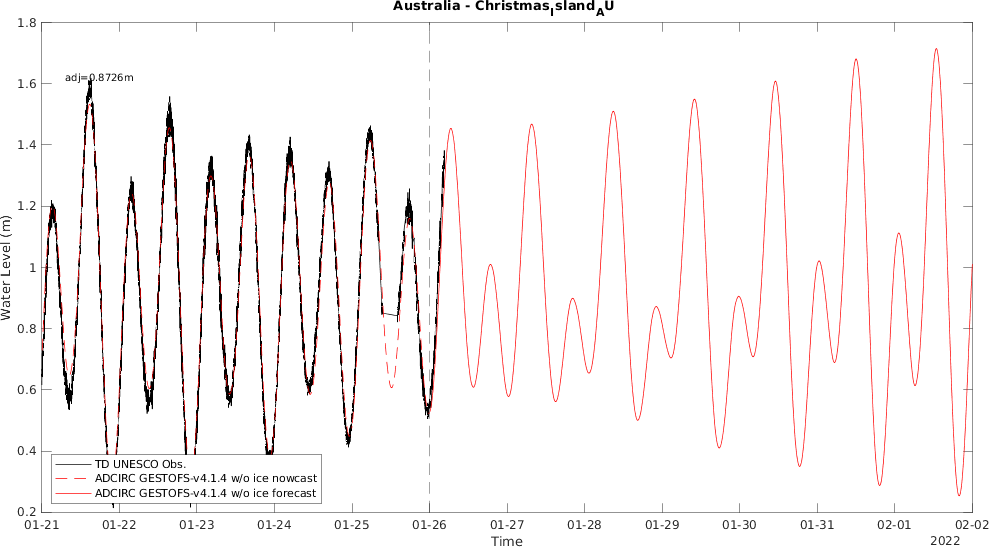 Australia - ChristmasIslandAU
1.8
1.6
1.4
1.2
1
0.8
0.6
0.4
0.2
Water Level (m)
adj=0.8726m
TD UNESCO Obs.
ADCIRC GESTOFS-v4.1.4 w/o ice nowcast
ADCIRC GESTOFS-v4.1.4 w/o ice forecast
01-21 01-22 01-23 01-24 01-25 01-26 01-27 01-28 01-29 01-30 01-31 02-01 02-02
Time
2022